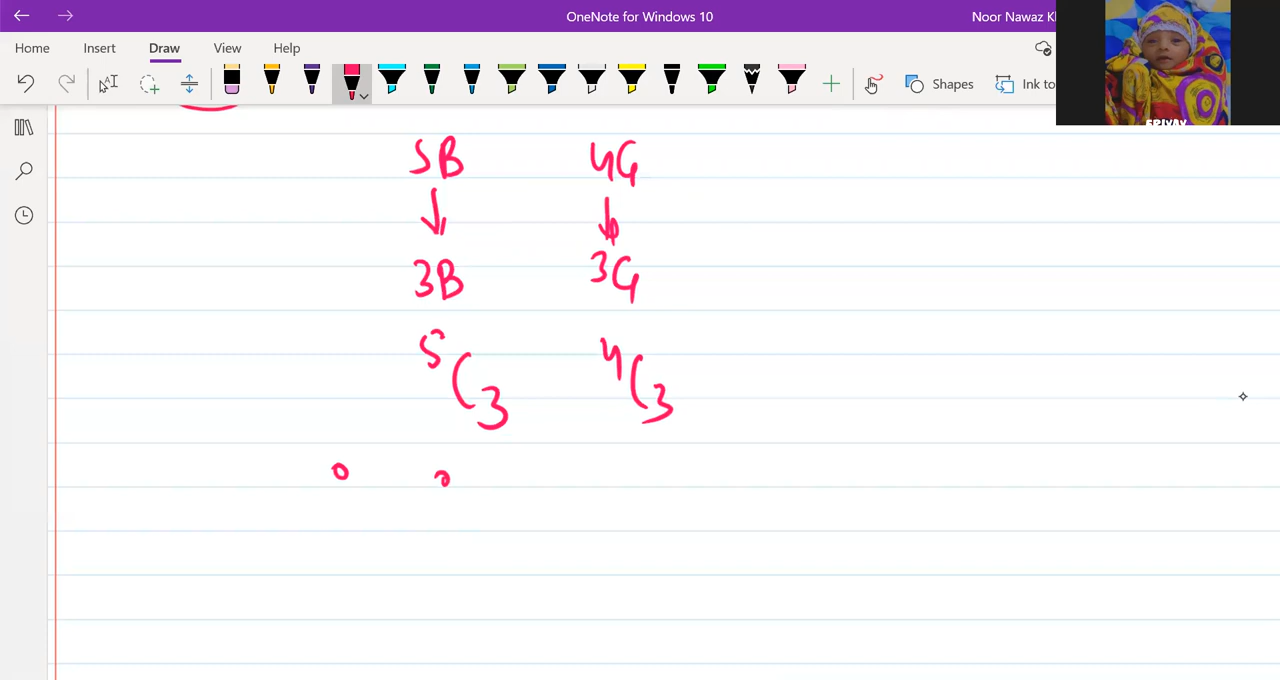 OneNote for Windows 10
Noor Nawaz Kh
Home Insert Draw View Help
Shapes
Ink to
5B 4G
3B 3G
5C3 4C3